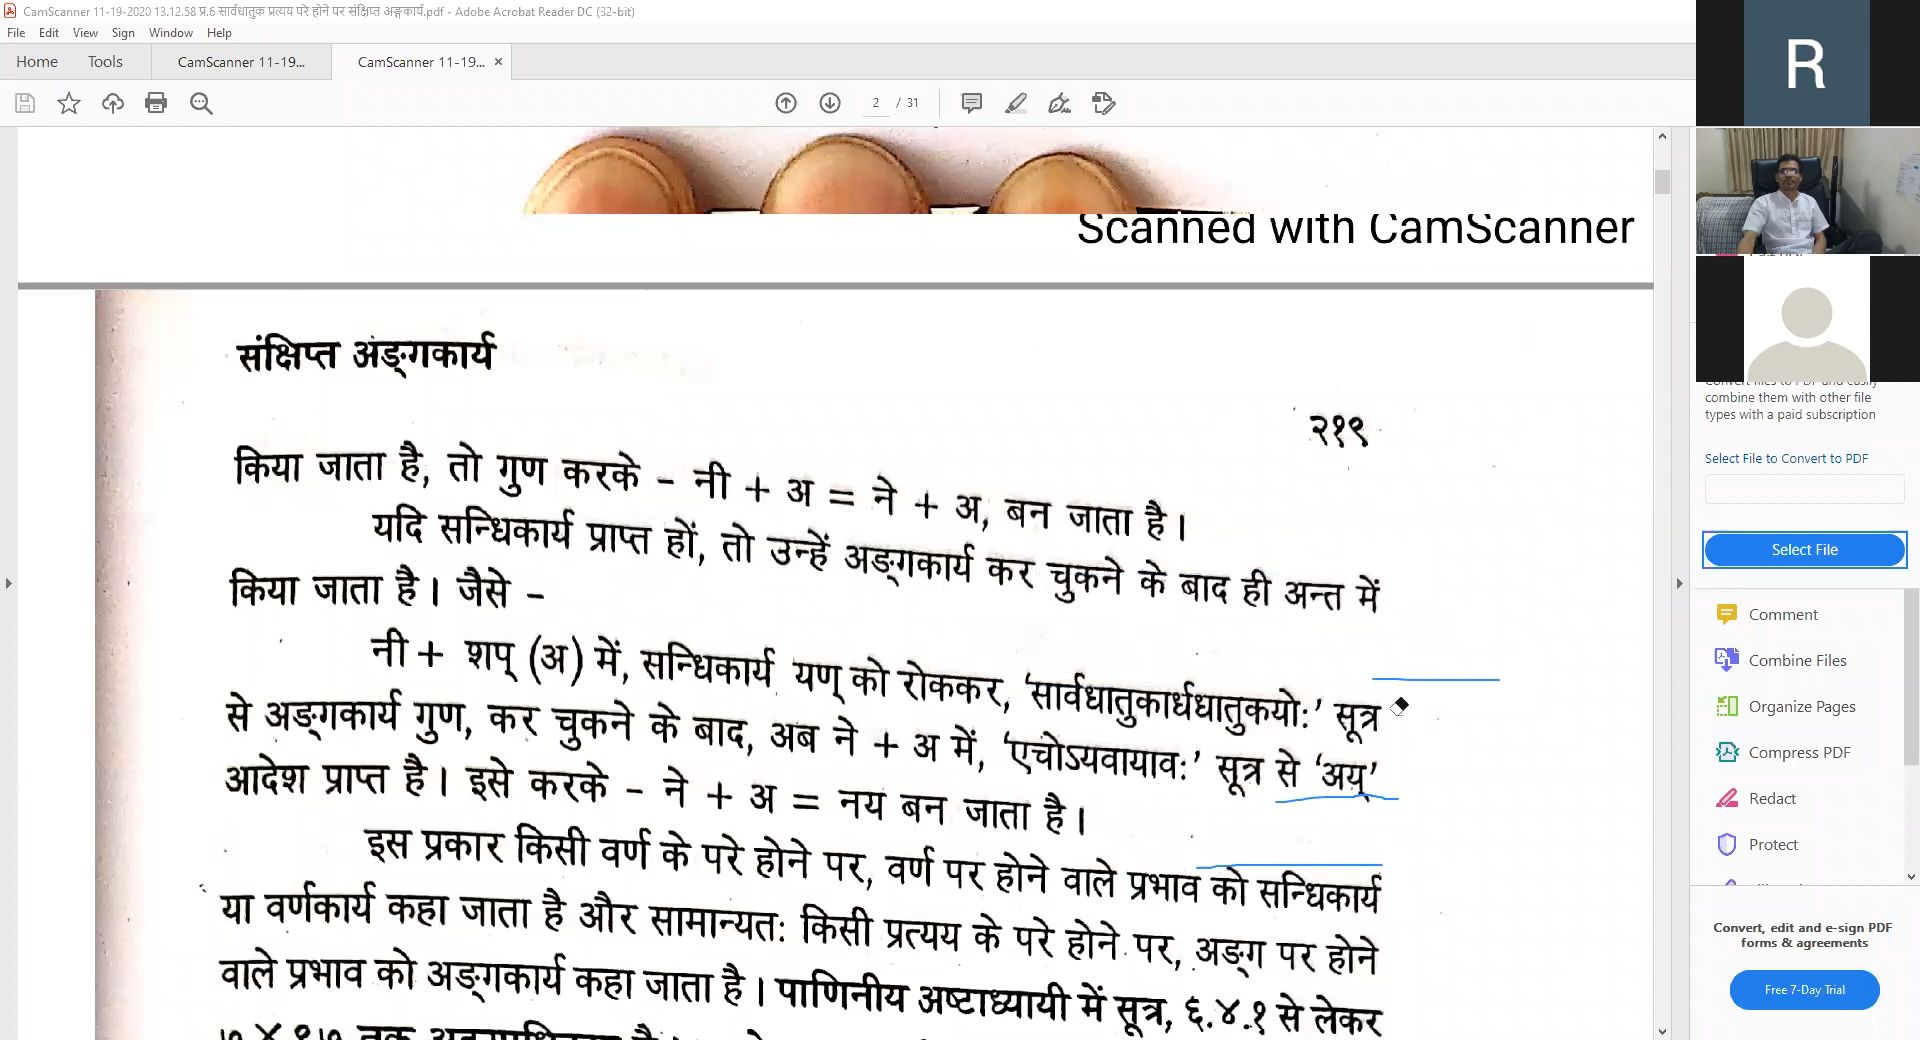 CamScanner 11-19-2020 13.12.58 प्र.6 सार्वधातुक प्रत्यय परे होने पर संक्षिप्त अङ्गकार्य.pdf - Adobe Acrobat Reader DC (32-bit)
File Edit View Sign Window Help
Home Tools CamScanner 11-19... CamScanner 11-19... ×
2 / 31
R
Scanned with CamScanner
संक्षिप्त अङ्गकार्य
२१९
किया जाता है, तो गुण करके - नी + अ = ने + अ, बन जाता है।
यदि सन्धिकार्य प्राप्त हों, तो उन्हें अङ्गकार्य कर चुकने के बाद ही अन्त में
किया जाता है। जैसे -
नी + शप् (अ) में, सन्धिकार्य यण् को रोककर, 'सार्वधातुकार्धधातुकयोः' सूत्र
से अङ्गकार्य गुण, कर चुकने के बाद, अब ने + अ में, 'एचोऽयवायावः' सूत्र से 'अय्'
आदेश प्राप्त है। इसे करके - ने + अ = नय बन जाता है।
इस प्रकार किसी वर्ण के परे होने पर, वर्ण पर होने वाले प्रभाव को सन्धिकार्य
या वर्णकार्य कहा जाता है और सामान्यतः किसी प्रत्यय के परे होने पर, अङ्ग पर होने
वाले प्रभाव को अङ्गकार्य कहा जाता है। पाणिनीय अष्टाध्यायी में सूत्र, ६.४.१ से लेकर
Convert files to PDF and easily
combine them with other file
types with a paid subscription
Select File to Convert to PDF
Select File
Comment
Combine Files
Organize Pages
Compress PDF
Redact
Protect
Convert, edit and e-sign PDF
forms & agreements
Free 7-Day Trial